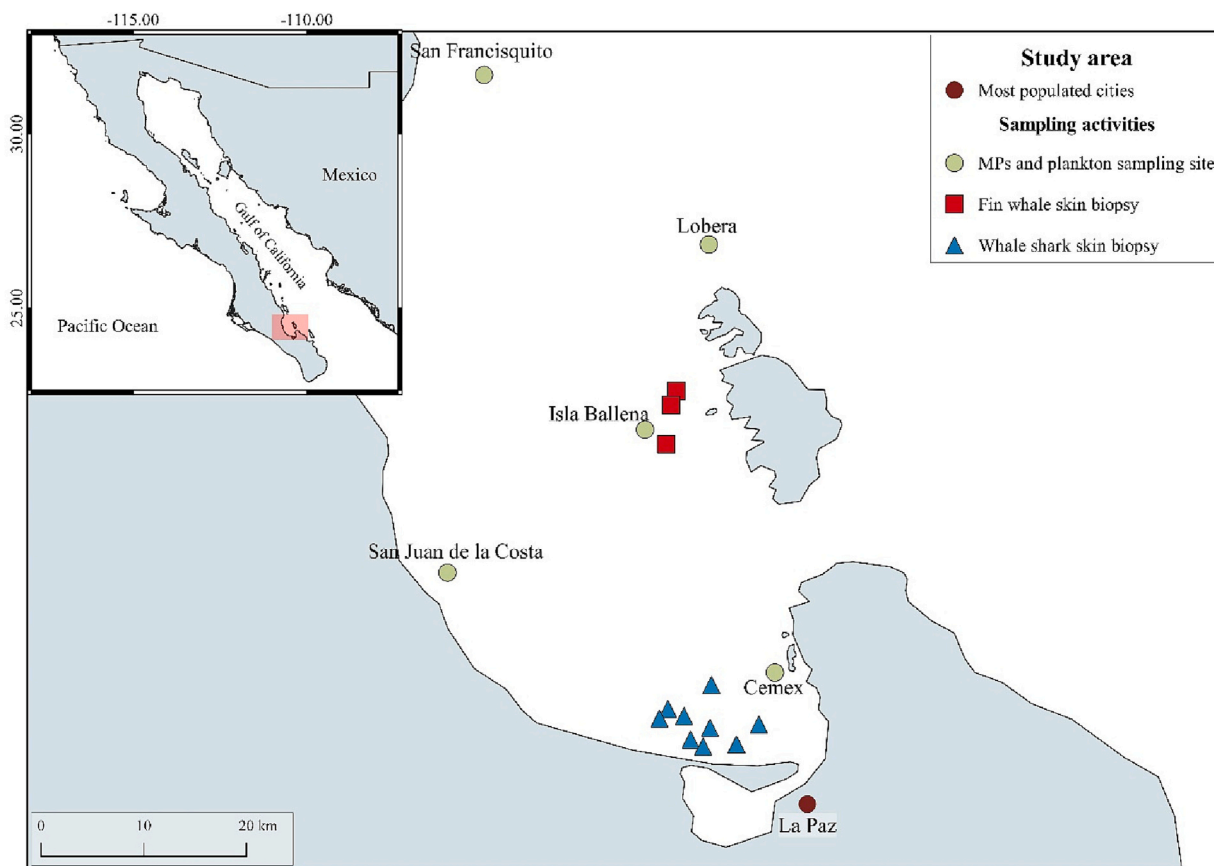 -115.00
-110.00
30.00
25.00
Mexico
Gulf of California
Pacific Ocean
San Francisquito
Study area
Most populated cities
Sampling activities
MPs and plankton sampling site
Fin whale skin biopsy
Whale shark skin biopsy
Lobera
Isla Ballena
San Juan de la Costa
Cemex
La Paz
0 10 20 km